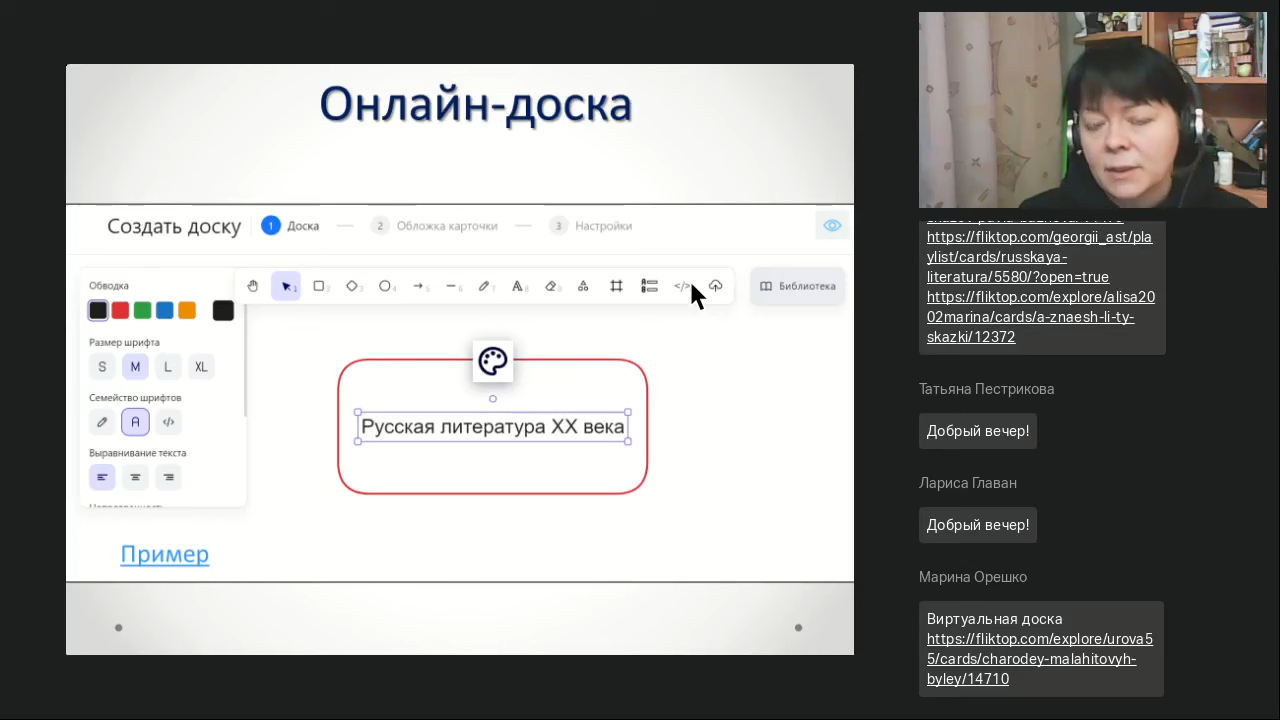 Онлайн-доска
Создать доску
1 Доска
2 Обложка карточки
3 Настройки
Обводка
Библиотека
Размер шрифта
S M L XL
Семейство шрифтов
A </>
Выравнивание текста
Русская литература XX века
Пример
https://fliktop.com/georgii_ast/pla
ylist/cards/russkaya-
literatura/5580/?open=true
https://fliktop.com/explore/alisa20
02marina/cards/a-znaesh-li-ty-
skazki/12372
Татьяна Пестрикова
Добрый вечер!
Лариса Главан
Добрый вечер!
Марина Орешко
Виртуальная доска
https://fliktop.com/explore/urova5
5/cards/charodey-malahitovyh-
byley/14710